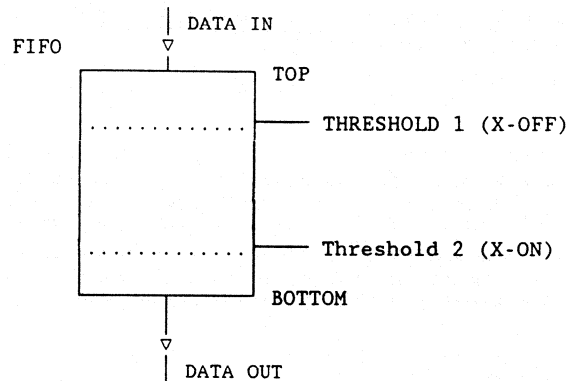 DATA IN
FIFO
TOP
THRESHOLD 1 (X-OFF)
Threshold 2 (X-ON)
BOTTOM
DATA OUT